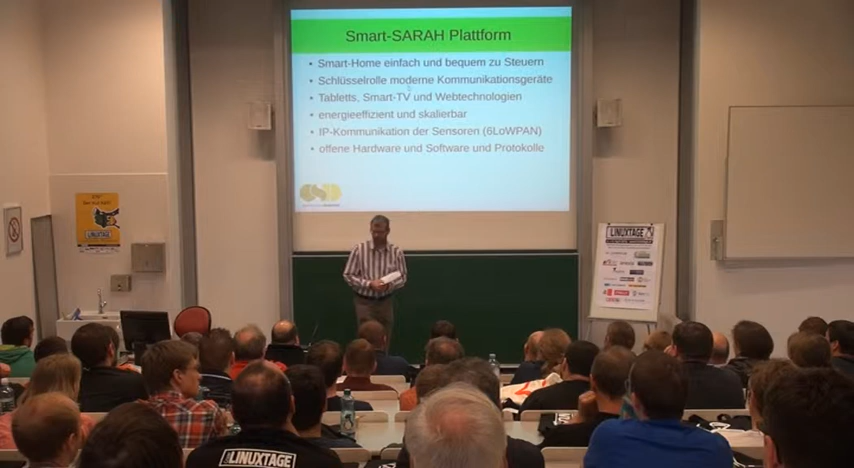 Smart-SARAH Plattform
• Smart-Home einfach und bequem zu Steuern
• Schlüsselrolle moderne Kommunikationsgeräte
• Tabletts, Smart-TV und Webtechnologien
• energieeffizient und skalierbar
• IP-Kommunikation der Sensoren (6LoWPAN)
• offene Hardware und Software und Protokolle
LINUXTAGE
LINUXTAGE
LINUXTAGE